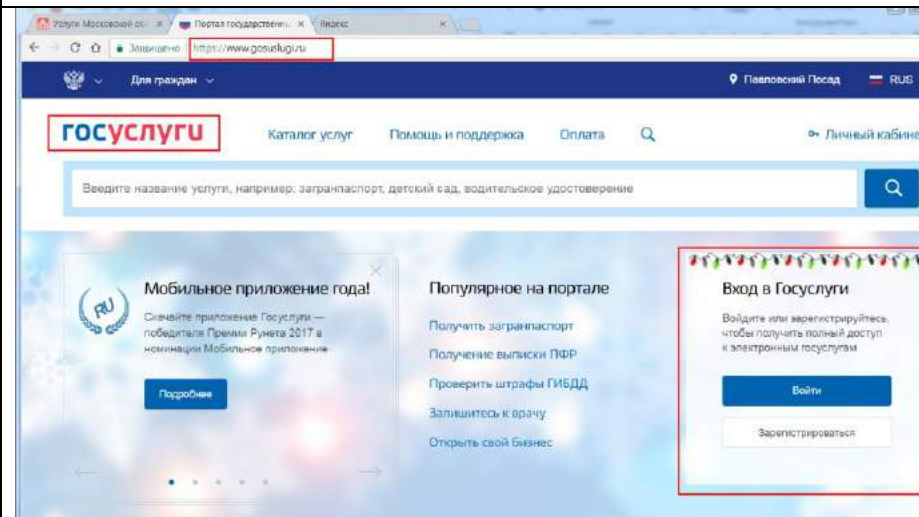 Услуги Московской об
Портал государственны
Яндекс
Защищено
https://www.gosuslugi.ru
Для граждан
Павловский Посад
RUS
госуслуги
Каталог услуг
Помощь и поддержка
Оплата
Личный кабине
Введите название услуги, например: загранпаспорт, детский сад, водительское удостоверение
RU
Мобильное приложение года!
Скачайте приложение Госуслуги —
победителя Премии Рунета 2017 в
номинации Мобильное приложение
Подробнее
Популярное на портале
Получить загранпаспорт
Получение выписки ПФР
Проверить штрафы ГИБДД
Запишитесь к врачу
Открыть свой бизнес
Вход в Госуслуги
Войдите или зарегистрируйтесь,
чтобы получить полный доступ
к электронным госуслугам
Войти
Зарегистрироваться